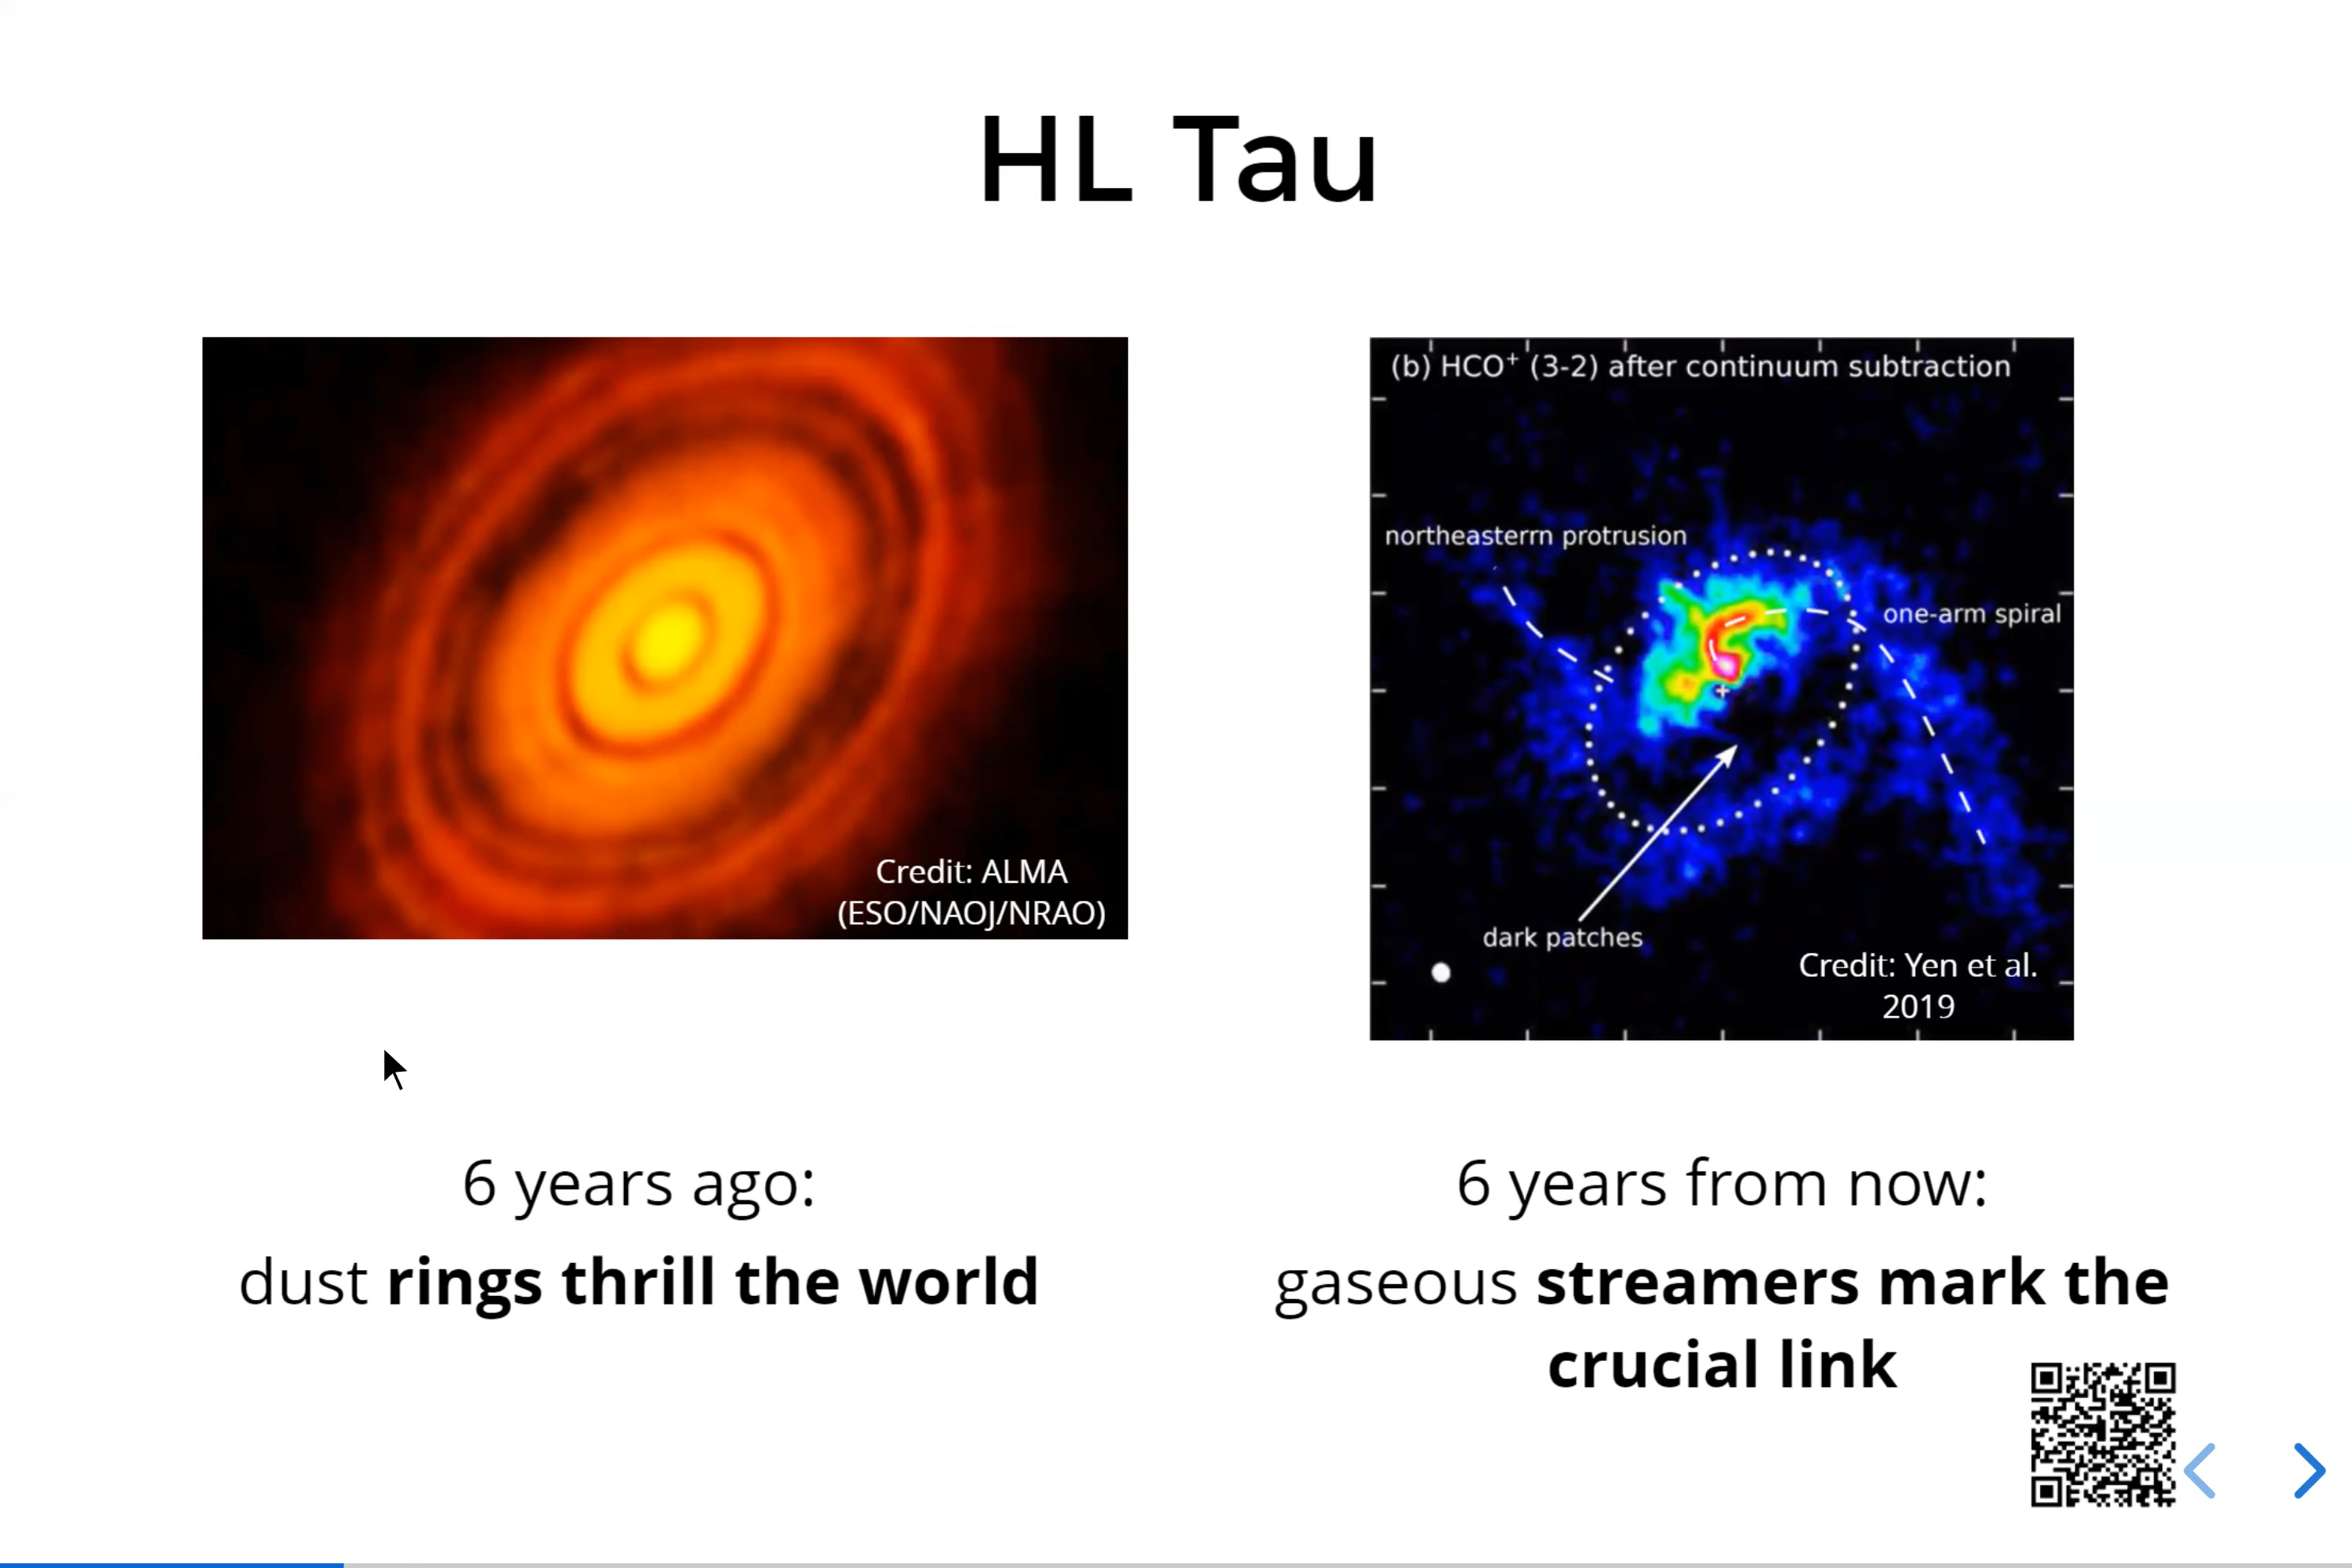 HL Tau
Credit: ALMA
(ESO/NAOJ/NRAO)
(b) HCO⁺ (3-2) after continuum subtraction
northeasterrn protrusion
one-arm spiral
dark patches
Credit: Yen et al.
2019
6 years ago:
dust rings thrill the world
6 years from now:
gaseous streamers mark the
crucial link